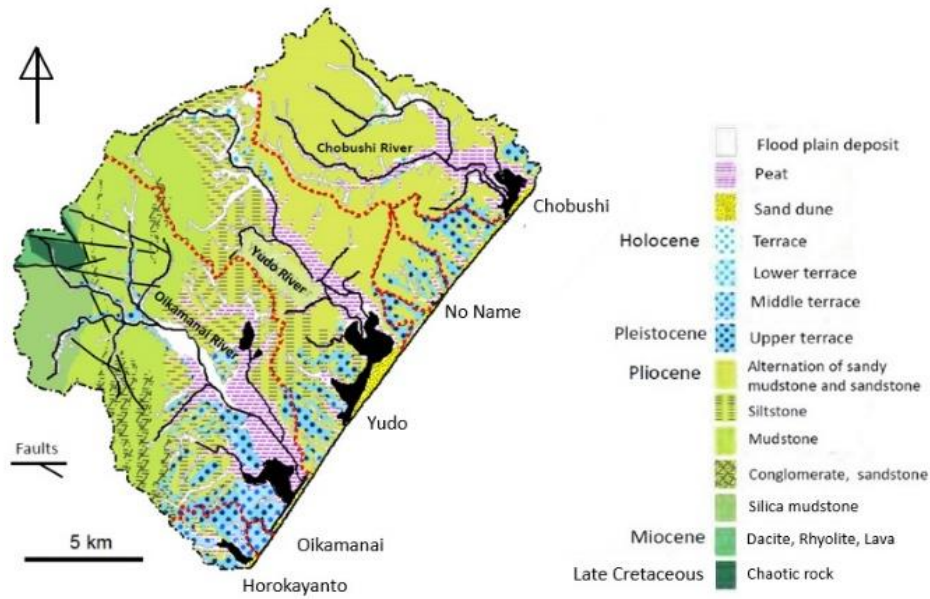 Chobushi River
Chobushi
Yudo River
No Name
Oikamanai River
Yudo
Faults
5 km
Oikamanai
Horokayanto
Flood plain deposit
Peat
Sand dune
Holocene Terrace
Lower terrace
Middle terrace
Pleistocene Upper terrace
Pliocene Alternation of sandy
mudstone and sandstone
Siltstone
Mudstone
Conglomerate, sandstone
Silica mudstone
Miocene Dacite, Rhyolite, Lava
Late Cretaceous Chaotic rock